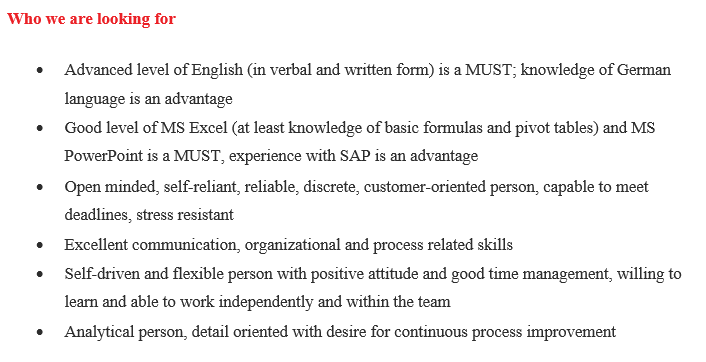 Who we are looking for
• Advanced level of English (in verbal and written form) is a MUST; knowledge of German
language is an advantage
• Good level of MS Excel (at least knowledge of basic formulas and pivot tables) and MS
PowerPoint is a MUST, experience with SAP is an advantage
• Open minded, self-reliant, reliable, discrete, customer-oriented person, capable to meet
deadlines, stress resistant
• Excellent communication, organizational and process related skills
• Self-driven and flexible person with positive attitude and good time management, willing to
learn and able to work independently and within the team
• Analytical person, detail oriented with desire for continuous process improvement